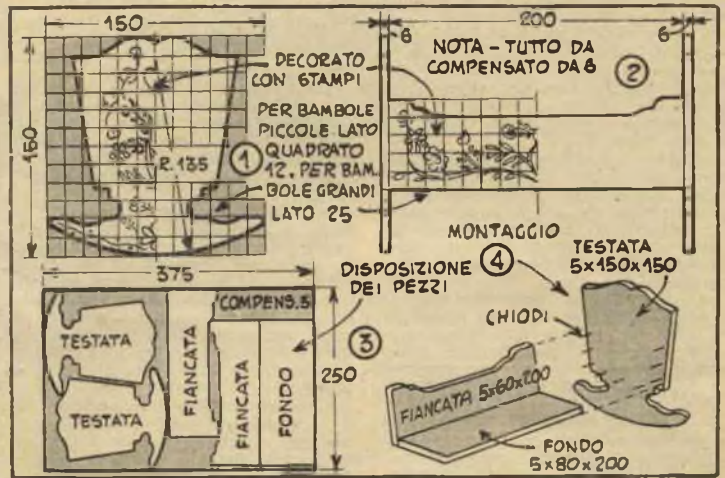 150
150
R.135
1
DECORATO
CON STAMPI
PER BAMBOLE
PICCOLE LATO
QUADRATO
12. PER BAM.
BOLE GRANDI
LATO 25
200
6
6
NOTA - TUTTO DA
COMPENSATO DA 6
2
375
250
TESTATA
TESTATA
FIANCATA
FIANCATA
FONDO
COMPENS. 5
DISPOSIZIONE
DEI PEZZI
3
MONTAGGIO
4
TESTATA
5x150x150
CHIODI
FIANCATA 5x60x200
FONDO
5x80x200